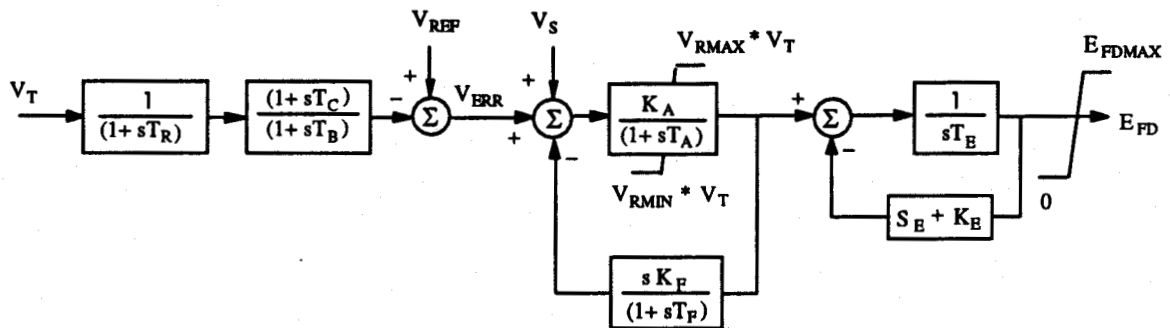 V_T
1
(1+ sT_R)
(1+ sT_C)
(1+ sT_B)
V_REF
+
-
Σ
V_ERR
V_S
+
+
-
Σ
V_RMAX * V_T
K_A
(1+ sT_A)
V_RMIN * V_T
s K_F
(1+ sT_F)
+
-
Σ
1
sT_E
S_E + K_E
E_FDMAX
0
E_FD